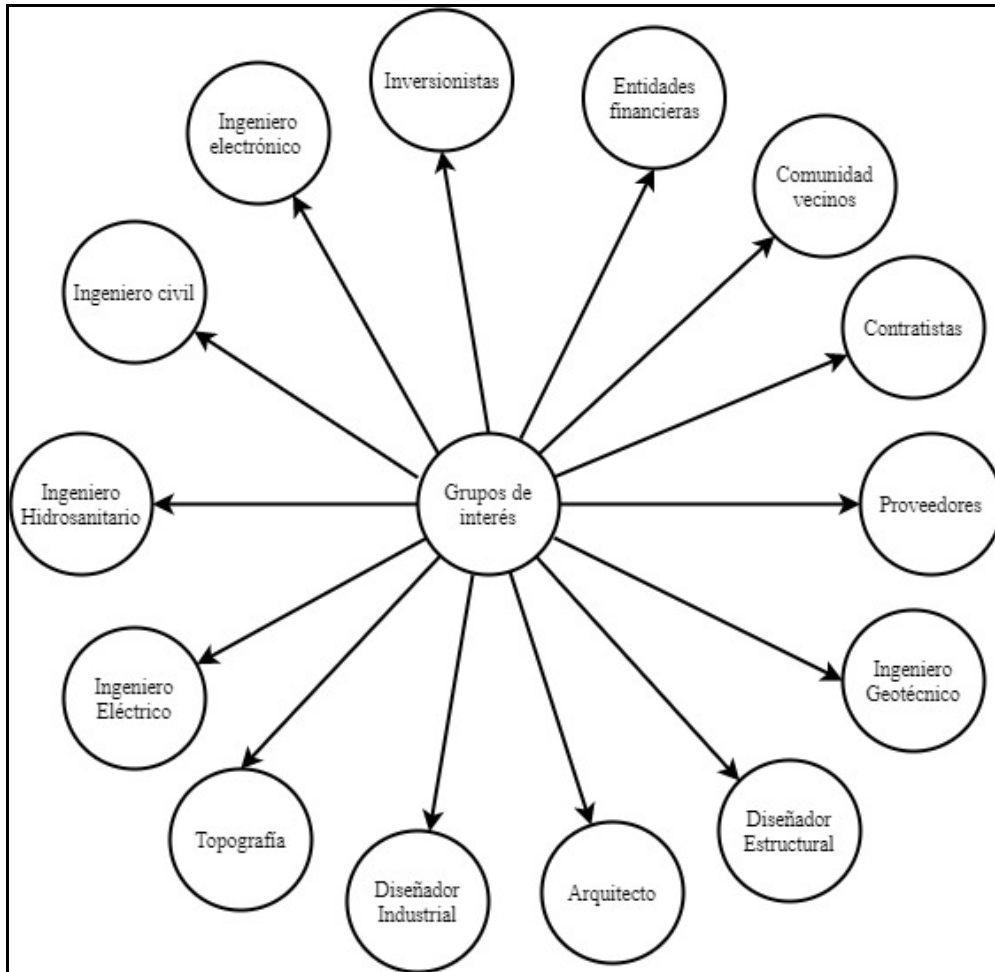 Inversionistas
Entidades
financieras
Ingeniero
electrónico
Comunidad
vecinos
Ingeniero civil
Contratistas
Grupos de
interés
Ingeniero
Hidrosanitario
Proveedores
Ingeniero
Eléctrico
Ingeniero
Geotécnico
Topografía
Diseñador
Estructural
Diseñador
Industrial
Arquitecto